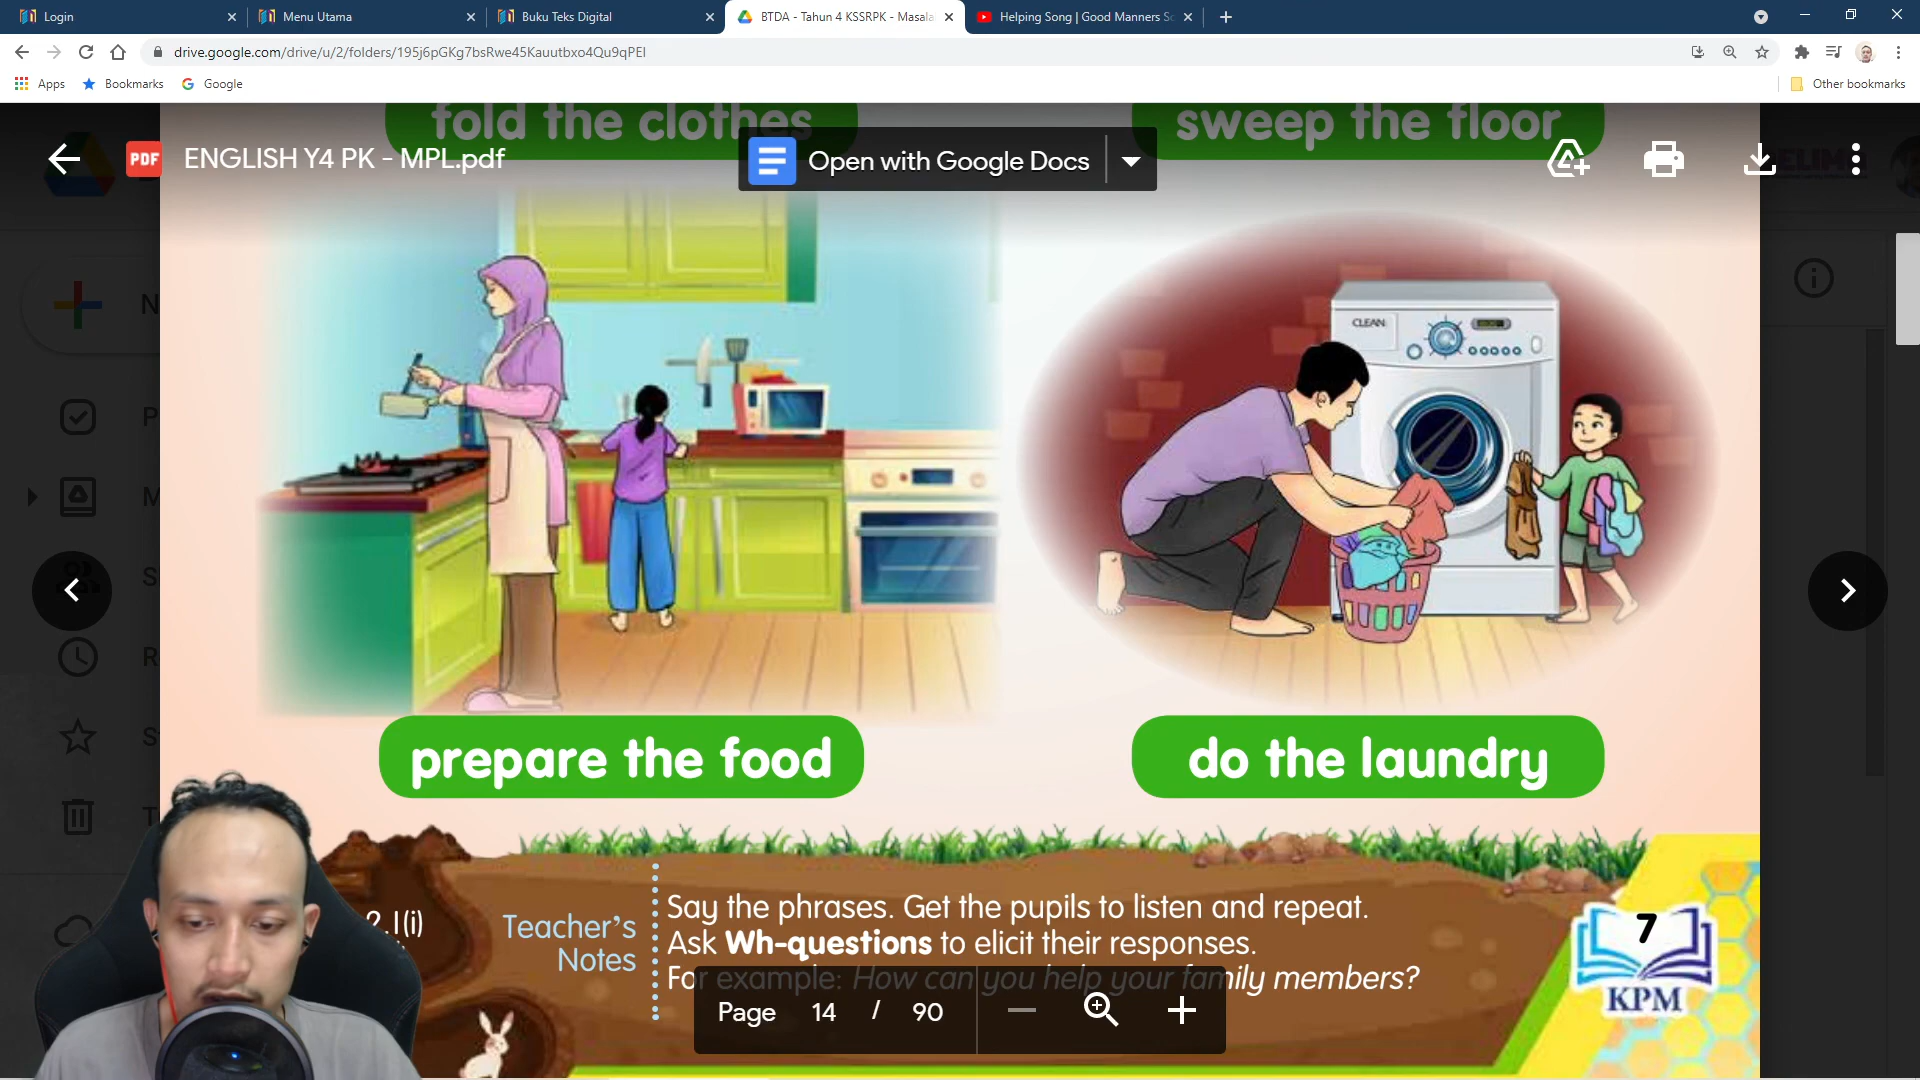 Login
Menu Utama
Buku Teks Digital
BTDA - Tahun 4 KSSRPK - Masala
Helping Song | Good Manners So
drive.google.com/drive/u/2/folders/195j6pGKg7bsRwe45Kauutbxo4Qu9qPEI
Apps
Bookmarks
Google
Other bookmarks
fold the clothes
sweep the floor
PDF
ENGLISH Y4 PK - MPL.pdf
Open with Google Docs
CLEAN
prepare the food
do the laundry
2.1(i)
Teacher's
Notes
Say the phrases. Get the pupils to listen and repeat.
Ask Wh-questions to elicit their responses.
For example: How can you help your family members?
7
KPM
Page 14 / 90